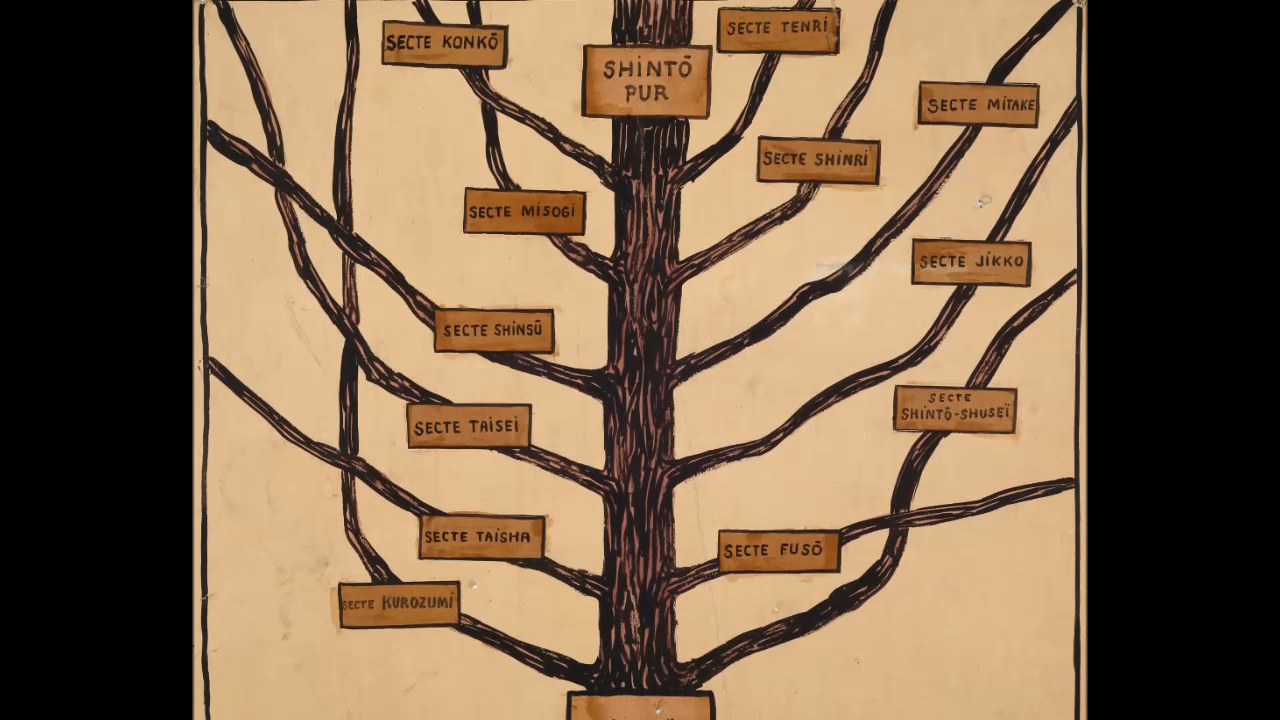 SECTE TENRI
SECTE KONKŌ
SHINTŌ
PUR
SECTE MITAKE
SECTE SHINRI
SECTE MISOGI
SECTE JIKKO
SECTE SHINSŪ
SECTE
SHINTŌ-SHUSEÏ
SECTE TAISEI
SECTE TAÏSHA
SECTE FUSŌ
SECTE KUROZUMI